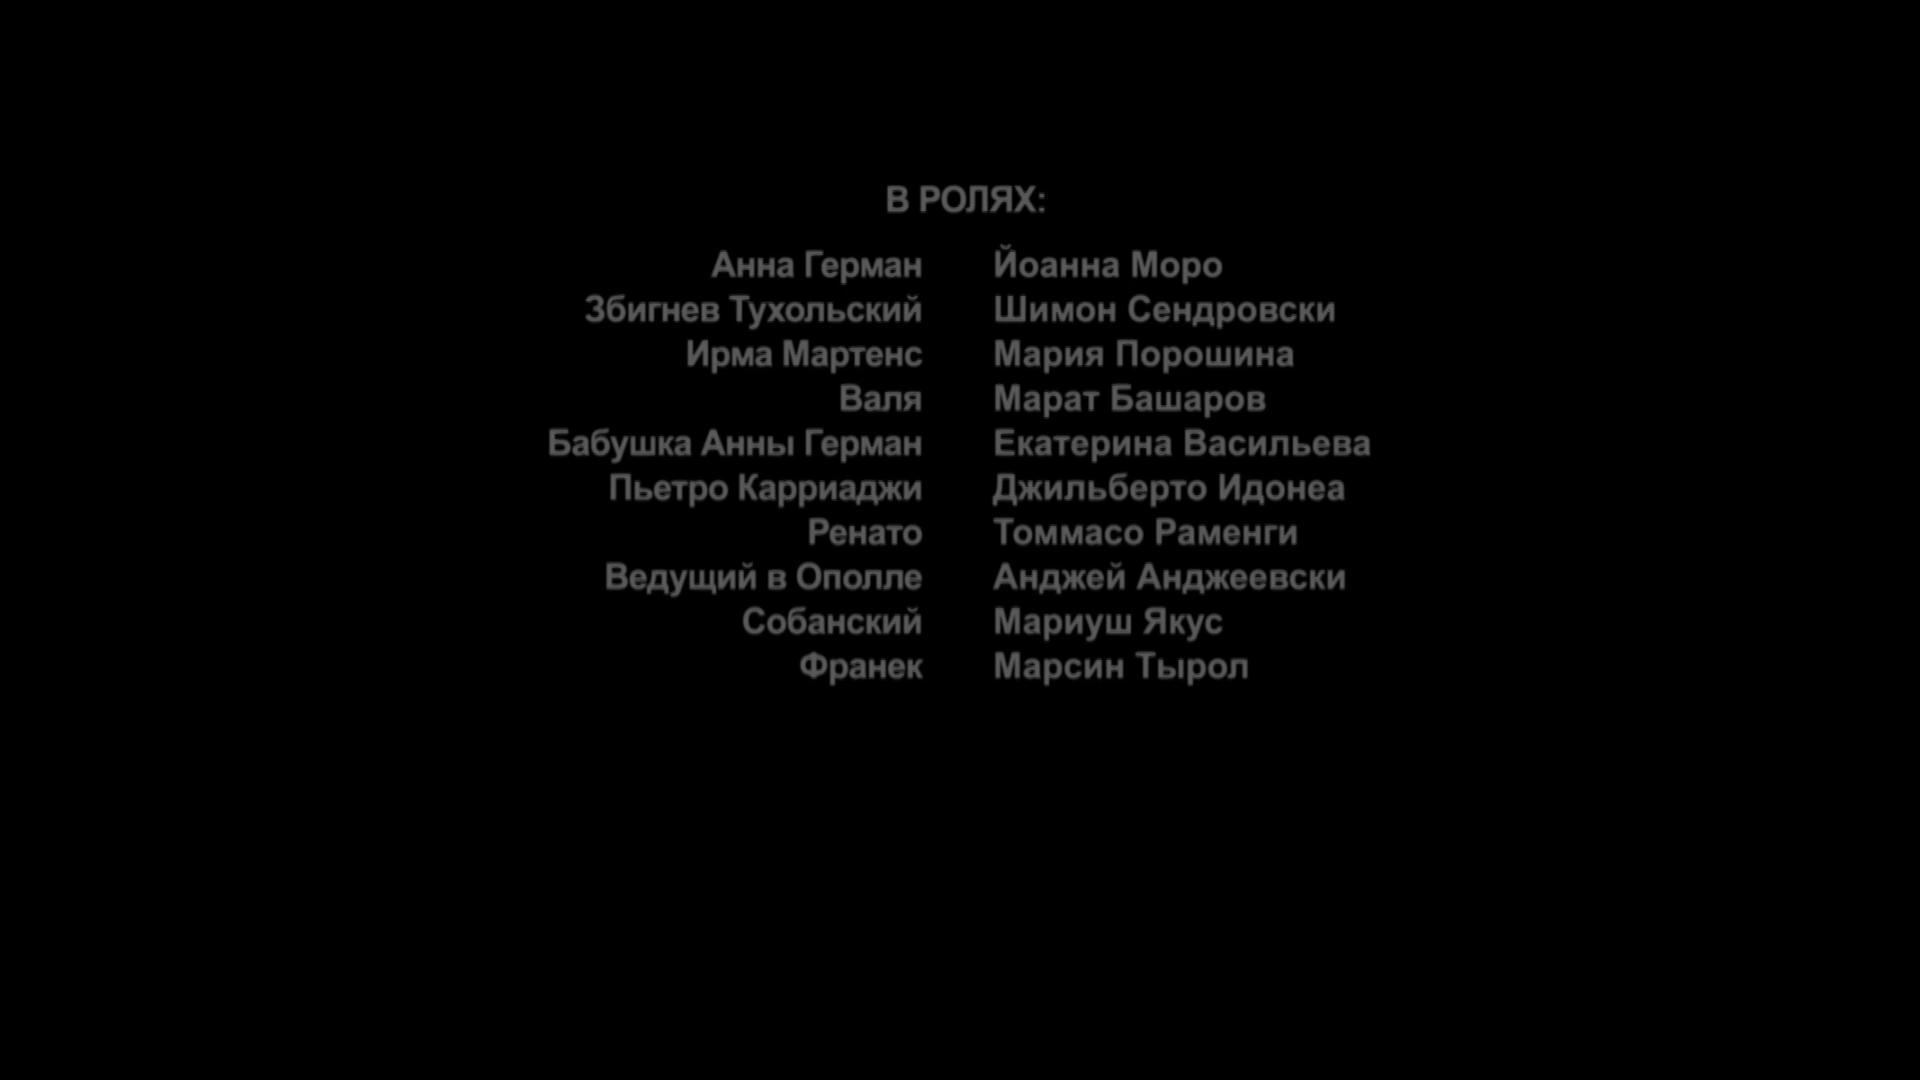 В РОЛЯХ:
Анна Герман Йоанна Моро
Збигнев Тухольский Шимон Сендровски
Ирма Мартенс Мария Порошина
Валя Марат Башаров
Бабушка Анны Герман Екатерина Васильева
Пьетро Карриаджи Джильберто Идонеа
Ренато Томмасо Раменги
Ведущий в Ополле Анджей Анджеевски
Собанский Мариуш Якус
Франек Марсин Тырол